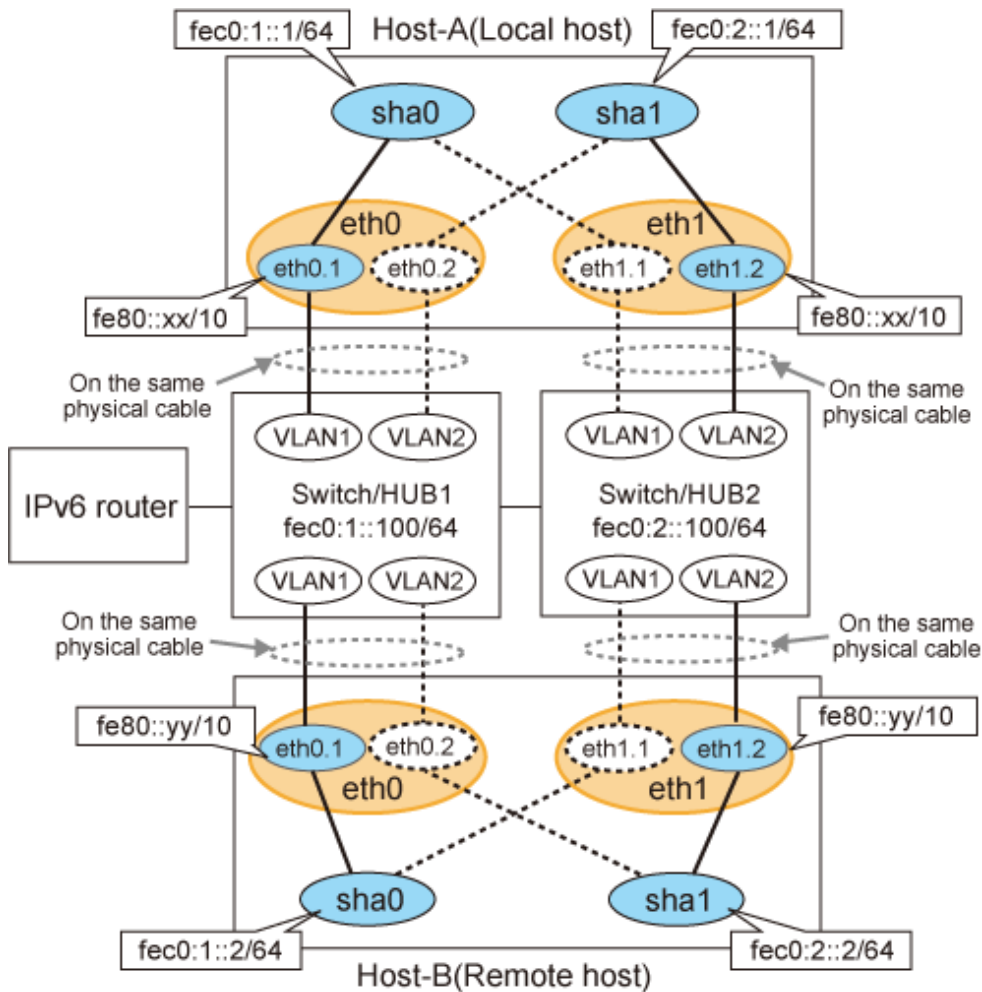 fec0:1::1/64
Host-A(Local host)
fec0:2::1/64
sha0
sha1
eth0
eth1
eth0.1
eth0.2
eth1.1
eth1.2
fe80::xx/10
fe80::xx/10
On the same
physical cable
On the same
physical cable
VLAN1
VLAN2
VLAN1
VLAN2
IPv6 router
Switch/HUB1
fec0:1::100/64
Switch/HUB2
fec0:2::100/64
VLAN1
VLAN2
VLAN1
VLAN2
On the same
physical cable
On the same
physical cable
fe80::yy/10
fe80::yy/10
eth0.1
eth0.2
eth1.1
eth1.2
eth0
eth1
sha0
sha1
fec0:1::2/64
fec0:2::2/64
Host-B(Remote host)